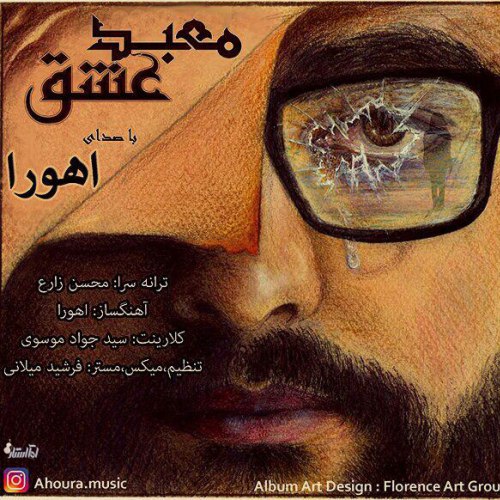 معبد
عشق
با صدای
اهورا
ترانه سرا: محسن زارع
آهنگساز: اهورا
کلارینت: سید جواد موسوی
تنظیم،میکس،مستر: فرشید میلانی
Ahoura.music
Album Art Design : Florence Art Grou